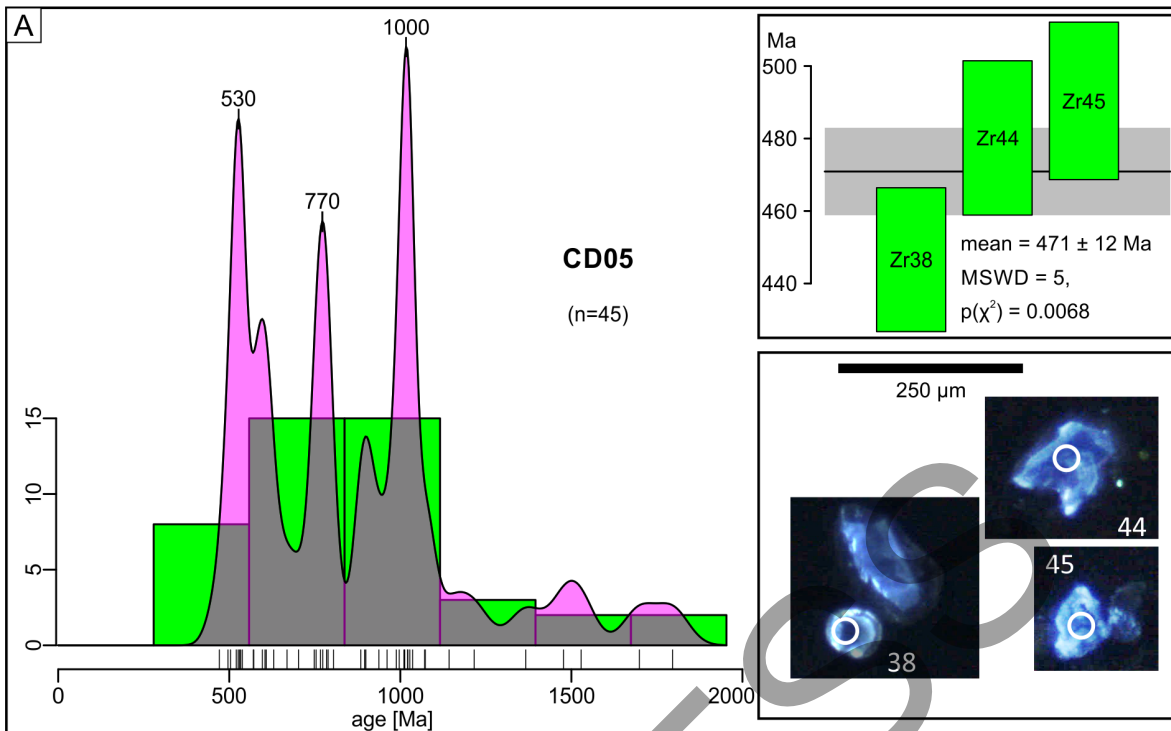 A
1000
530
770
CD05
(n=45)
15
10
5
0
0
500
1000
1500
2000
age [Ma]
Ma
500
480
460
440
Zr45
Zr44
Zr38
mean = 471 ± 12 Ma
MSWD = 5,
p(χ²) = 0.0068
250 µm
44
45
38